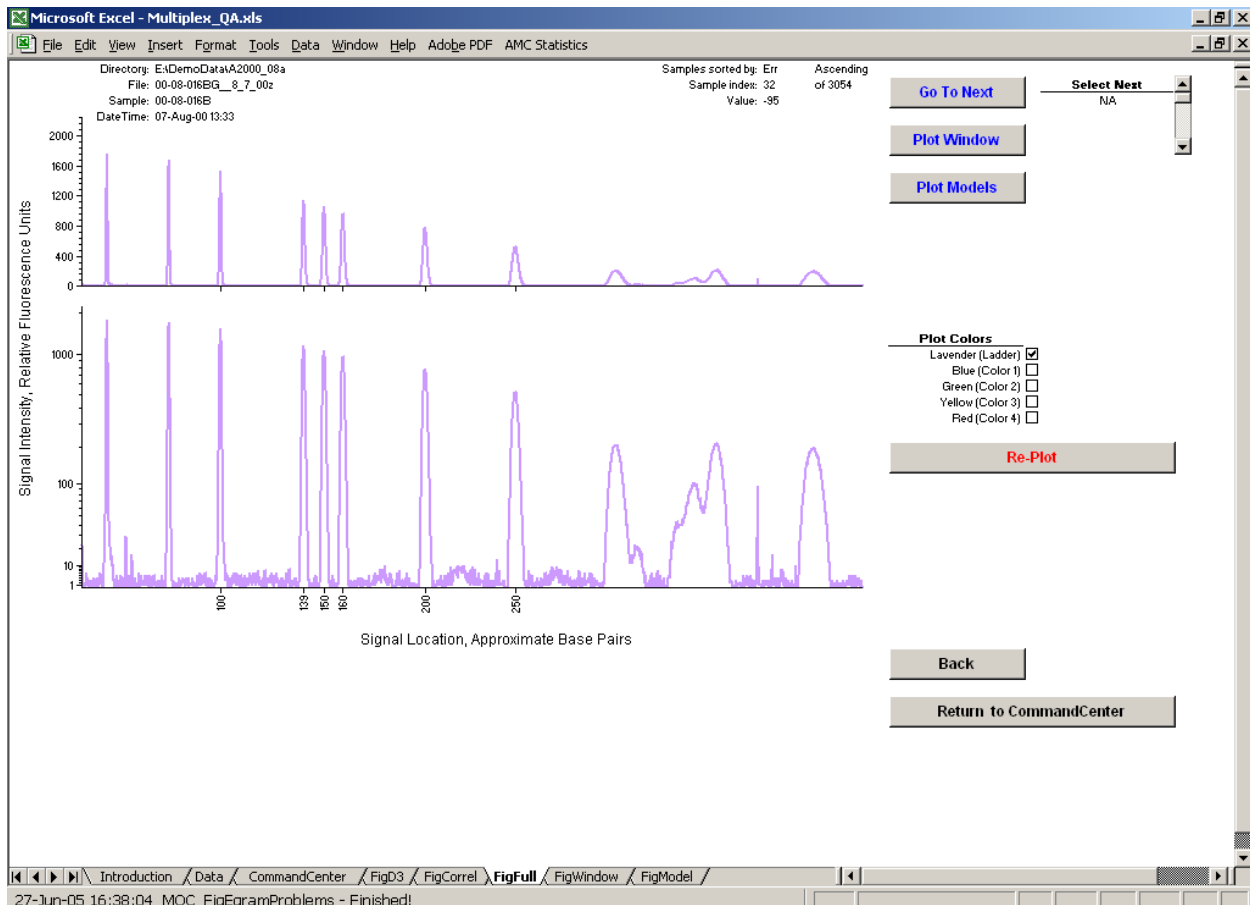 Microsoft Excel - Multiplex_QA.xls
File Edit View Insert Format Tools Data Window Help Adobe PDF AMC Statistics
Directory: E:\DemoData\A2000_08a
File: 00-08-016BG__8_7_00z
Sample: 00-08-016B
DateTime: 07-Aug-00 13:33
Samples sorted by: Err Ascending
Sample index: 32 of 3054
Value: -95
Go To Next
Plot Window
Plot Models
Select Next
NA
2000
1600
1200
800
400
0
Signal Intensity, Relative Fluorescence Units
1000
100
10
1
100 139 150 160 200 250
Signal Location, Approximate Base Pairs
Plot Colors
Lavender (Ladder)
Blue (Color 1)
Green (Color 2)
Yellow (Color 3)
Red (Color 4)
Re-Plot
Back
Return to CommandCenter
Introduction Data CommandCenter FigD3 FigCorrel FigFull FigWindow FigModel
27-Jun-05 16:38:04 MOC_FigEgramProblems - Finished!